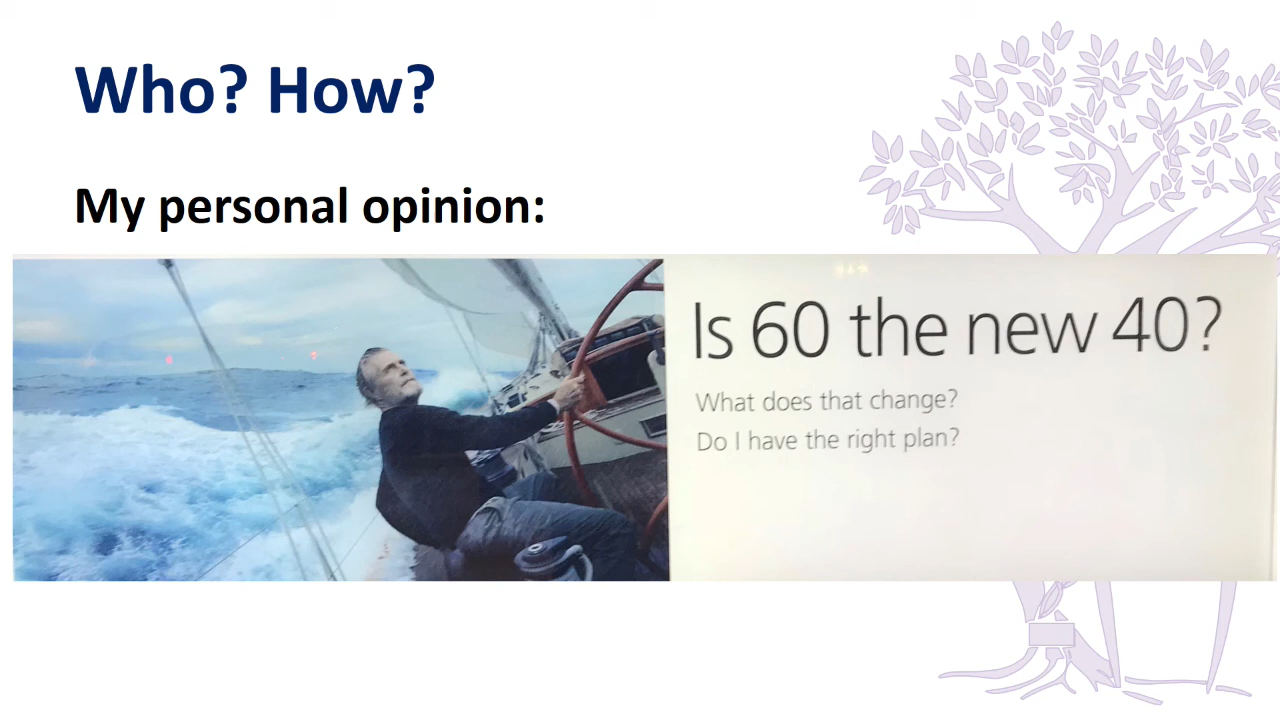 Who? How?
My personal opinion:
Is 60 the new 40?
What does that change?
Do I have the right plan?